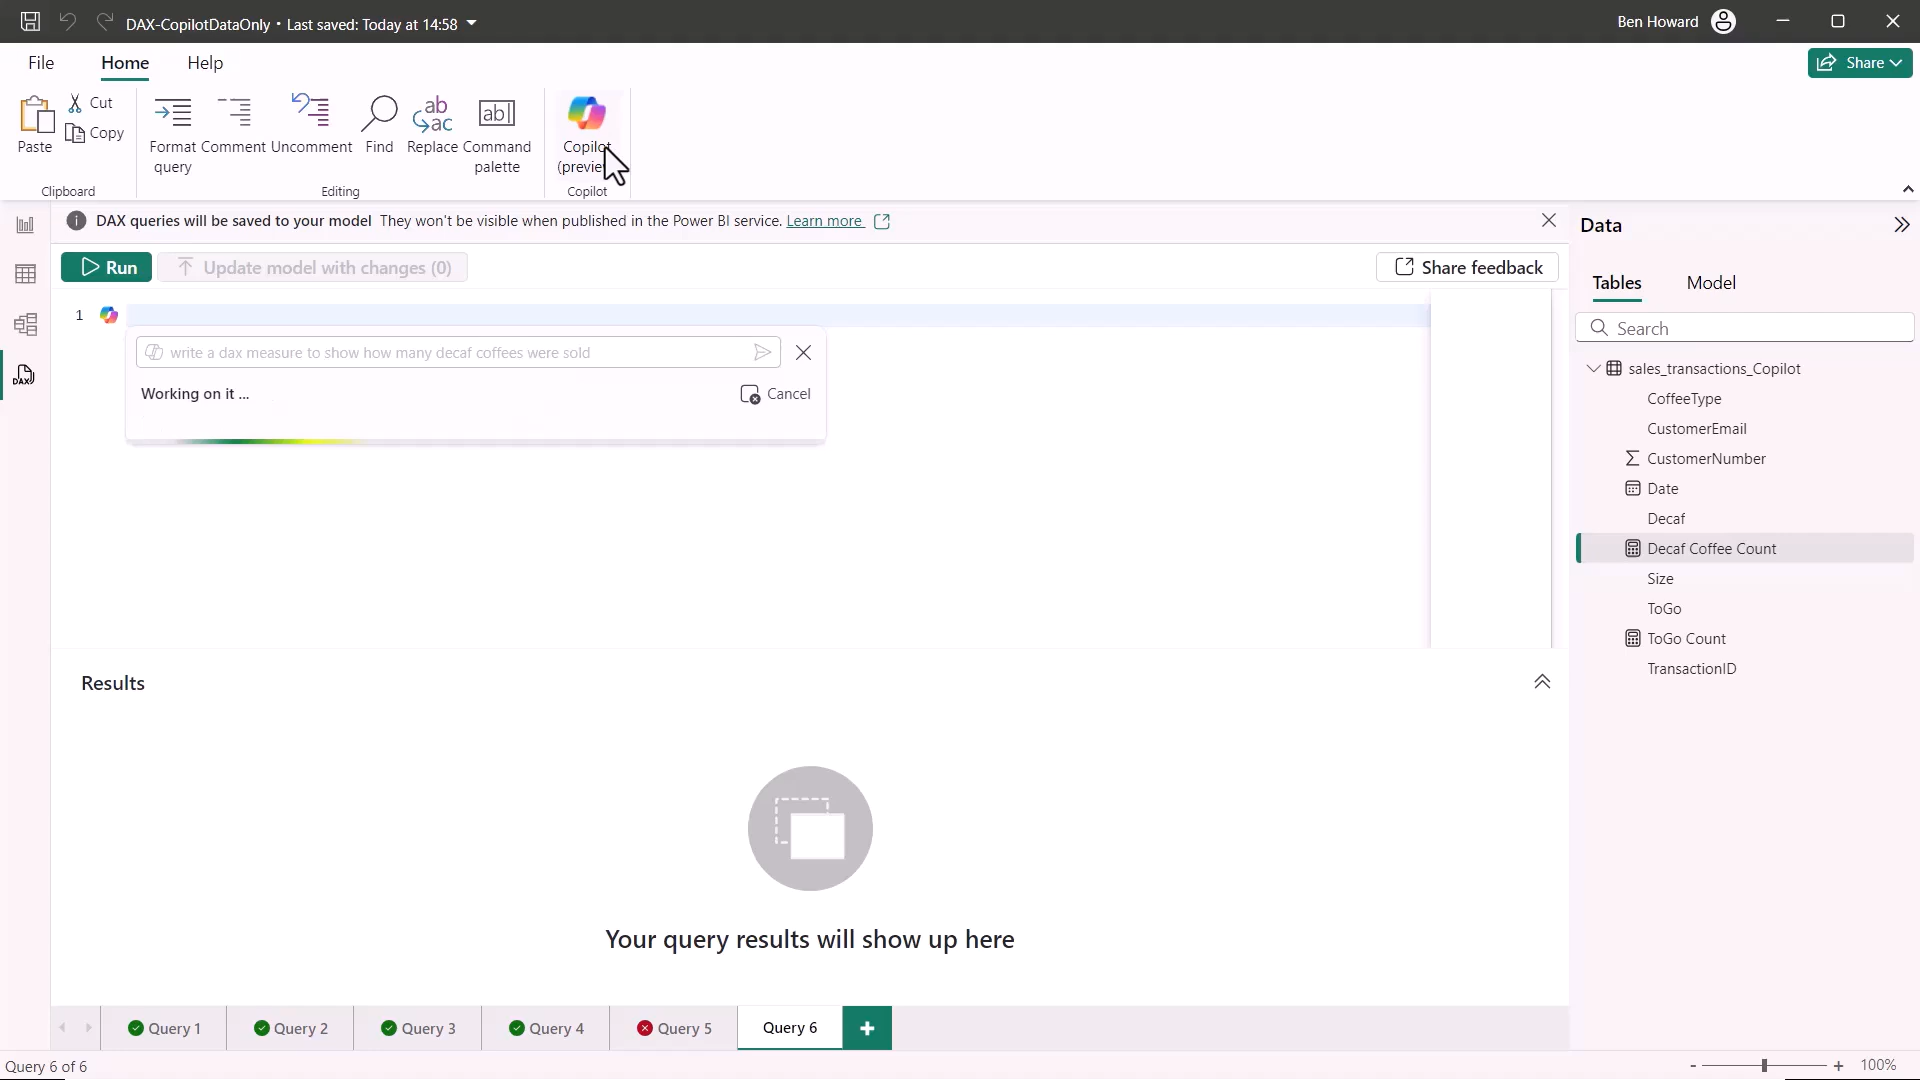 DAX-CopilotDataOnly • Last saved: Today at 14:58
Ben Howard
File
Home
Help
Share
Paste
Cut
Copy
Clipboard
Format query
Comment
Uncomment
Find
Replace
Command palette
Editing
Copilot
Copilot
DAX queries will be saved to your model They won't be visible when published in the Power BI service. Learn more
Run
Update model with changes (0)
Share feedback
1
write a dax measure to show how many decaf coffees were sold
Working on it ...
Cancel
Results
Your query results will show up here
Data
Tables
Model
Search
sales_transactions_Copilot
CoffeeType
CustomerEmail
CustomerNumber
Date
Decaf
Decaf Coffee Count
Size
ToGo
ToGo Count
TransactionID
Query 1
Query 2
Query 3
Query 4
Query 5
Query 6
Query 6 of 6
100%